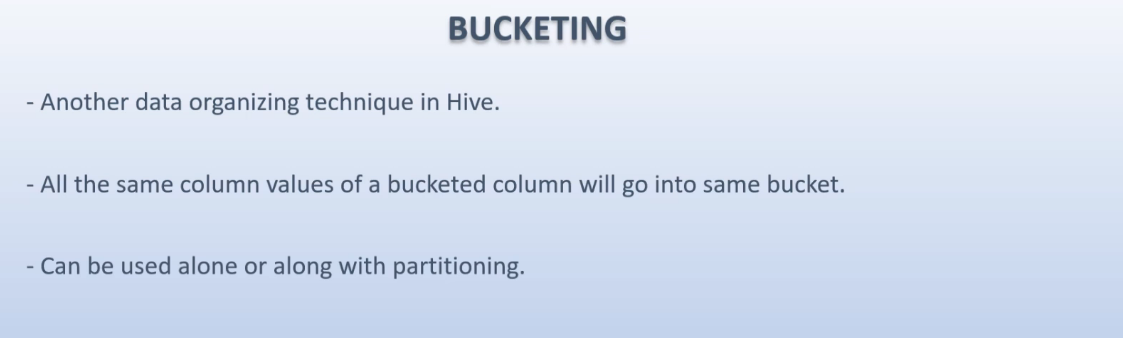 BUCKETING
- Another data organizing technique in Hive.
- All the same column values of a bucketed column will go into same bucket.
- Can be used alone or along with partitioning.